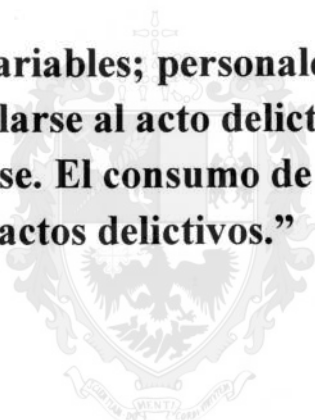 ariables; personale
larse al acto delict
se. El consumo de
actos delictivos.”